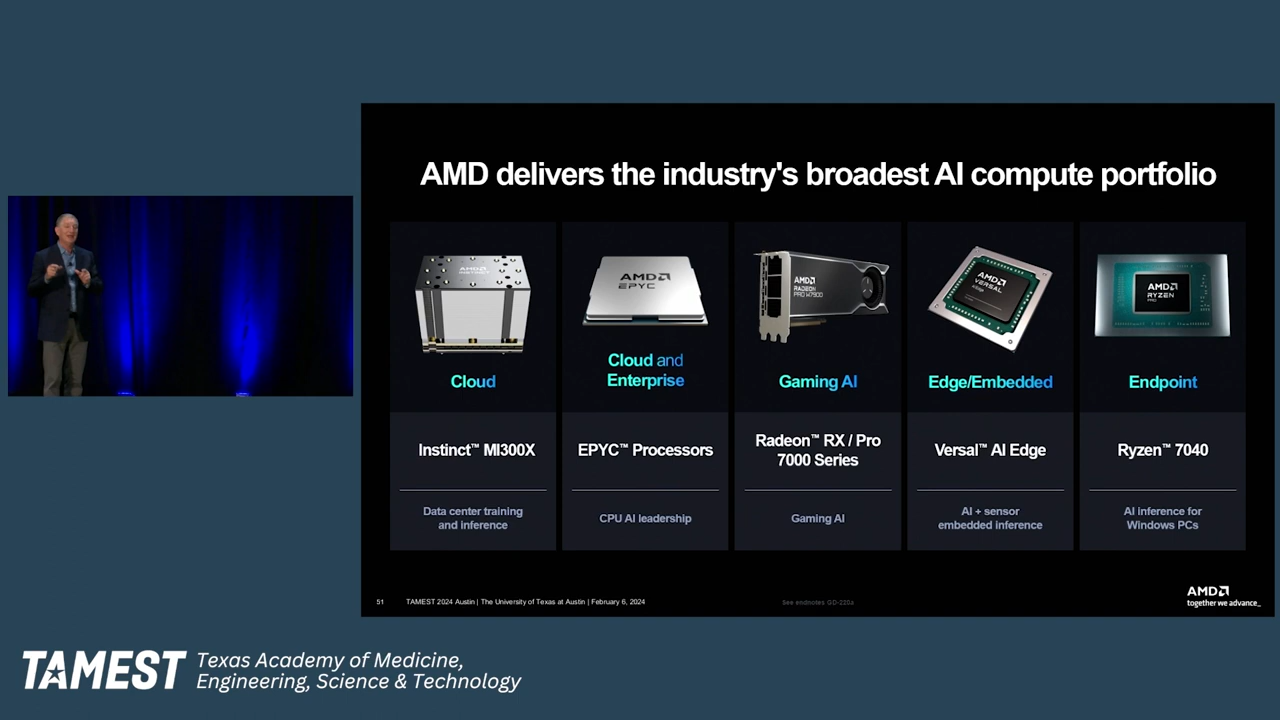 AMD delivers the industry's broadest AI compute portfolio
AMD
INSTINCT
Cloud
Instinct™ MI300X
Data center training
and inference
AMD
EPYC
Cloud and
Enterprise
EPYC™ Processors
CPU AI leadership
AMD
RADEON
PRO W7900
Gaming AI
Radeon™ RX / Pro
7000 Series
Gaming AI
AMD
VERSAL
Edge/Embedded
Versal™ AI Edge
AI + sensor
embedded inference
AMD
RYZEN
PRO
Endpoint
Ryzen™ 7040
AI inference for
Windows PCs
51 TAMEST 2024 Austin | The University of Texas at Austin | February 6, 2024
See endnotes GD-220a
AMD
together we advance_
TAMEST
Texas Academy of Medicine,
Engineering, Science & Technology